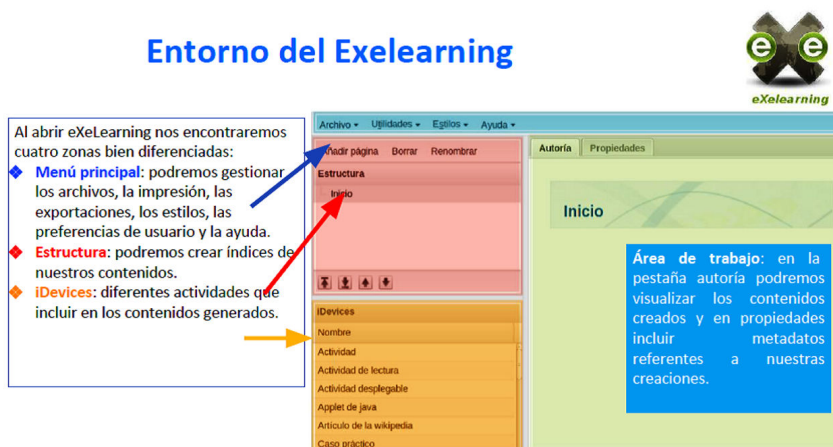 Entorno del Exelearning
eXelearning
Al abrir eXeLearning nos encontraremos
cuatro zonas bien diferenciadas:
Menú principal: podremos gestionar
los archivos, la impresión, las
exportaciones, los estilos, las
preferencias de usuario y la ayuda.
Estructura: podremos crear índices de
nuestros contenidos.
iDevices: diferentes actividades que
incluir en los contenidos generados.
Archivo Utilidades Estilos Ayuda
Añadir página Borrar Renombrar
Estructura
Inicio
iDevices
Nombre
Actividad
Actividad de lectura
Actividad desplegable
Applet de java
Artículo de la wikipedia
Caso práctico
Autoría Propiedades
Inicio
Área de trabajo: en la
pestaña autoría podremos
visualizar los contenidos
creados y en propiedades
incluir metadatos
referentes a nuestras
creaciones.